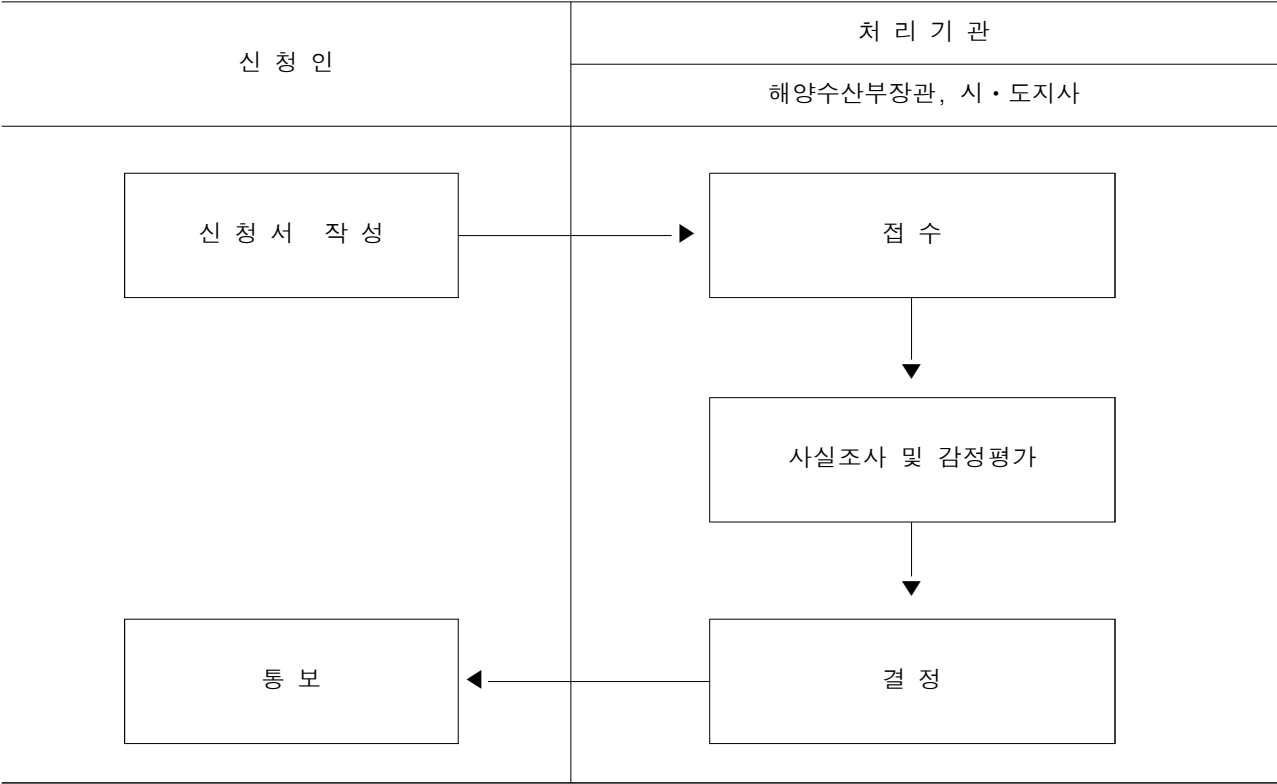 신 청 인
처 리 기 관
해양수산부장관, 시・도지사
신 청 서 작 성
접 수
사실조사 및 감정평가
통 보
결 정